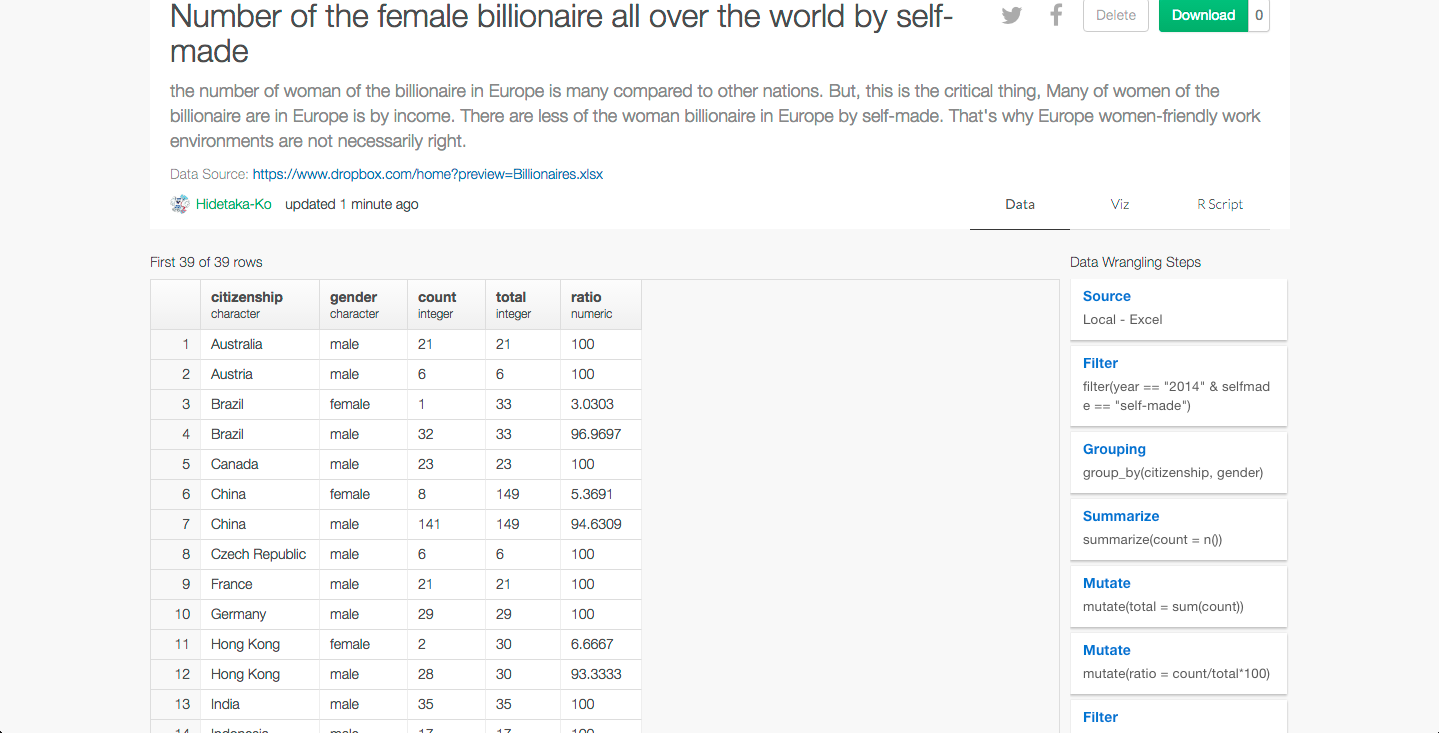 Number of the female billionaire all over the world by self-
made
Delete
Download 0
the number of woman of the billionaire in Europe is many compared to other nations. But, this is the critical thing, Many of women of the
billionaire are in Europe is by income. There are less of the woman billionaire in Europe by self-made. That's why Europe women-friendly work
environments are not necessarily right.
Data Source: https://www.dropbox.com/home?preview=Billionaires.xlsx
Hidetaka-Ko updated 1 minute ago
Data Viz R Script
First 39 of 39 rows
citizenship gender count total ratio
character character integer integer numeric
1 Australia male 21 21 100
2 Austria male 6 6 100
3 Brazil female 1 33 3.0303
4 Brazil male 32 33 96.9697
5 Canada male 23 23 100
6 China female 8 149 5.3691
7 China male 141 149 94.6309
8 Czech Republic male 6 6 100
9 France male 21 21 100
10 Germany male 29 29 100
11 Hong Kong female 2 30 6.6667
12 Hong Kong male 28 30 93.3333
13 India male 35 35 100
14 Indonesia male 17 17 100
Data Wrangling Steps
Source
Local - Excel
Filter
filter(year == "2014" & selfmad
e == "self-made")
Grouping
group_by(citizenship, gender)
Summarize
summarize(count = n())
Mutate
mutate(total = sum(count))
Mutate
mutate(ratio = count/total*100)
Filter